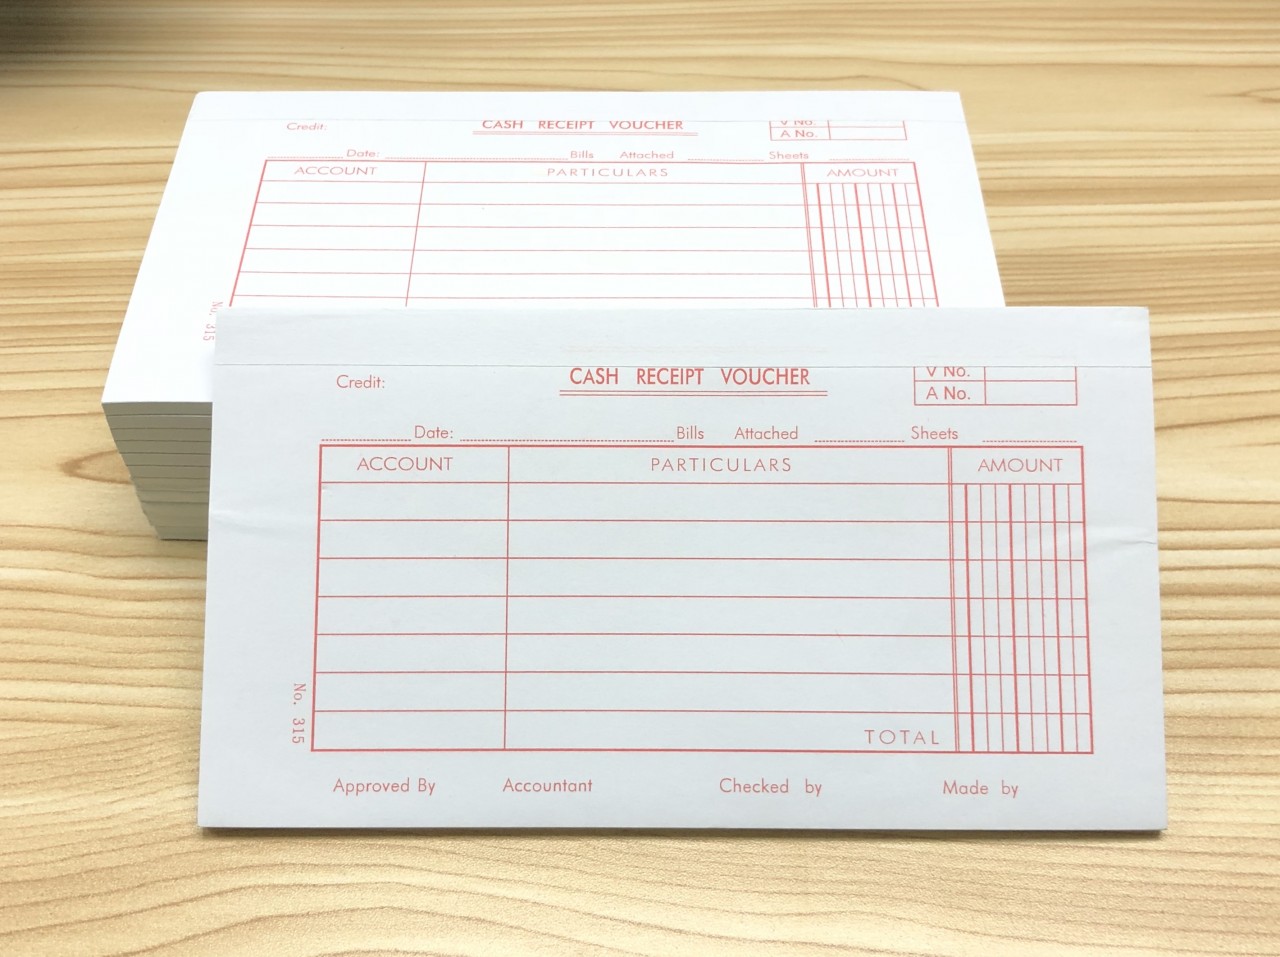 Credit: CASH RECEIPT VOUCHER V No.
A No.
Date: Bills Attached Sheets
ACCOUNT PARTICULARS AMOUNT
No. 315
Credit: CASH RECEIPT VOUCHER V No.
A No.
Date: Bills Attached Sheets
ACCOUNT PARTICULARS AMOUNT
No. 315
TOTAL
Approved By Accountant Checked by Made by